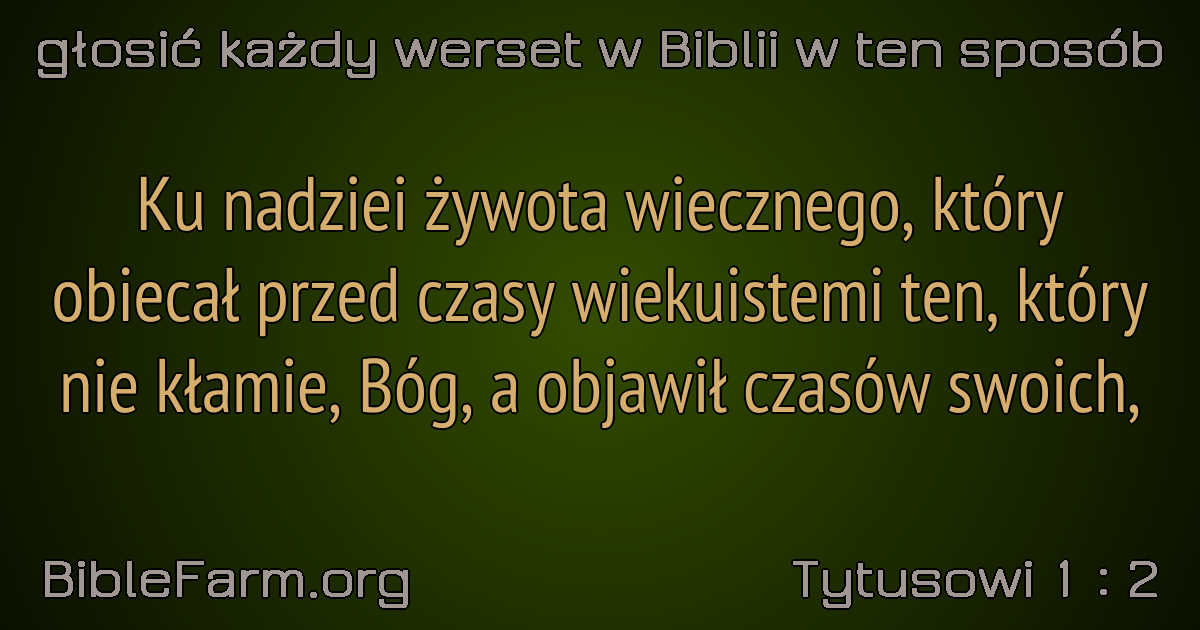 głosić każdy werset w Biblii w ten sposób
Ku nadziei żywota wiecznego, który
obiecał przed czasy wiekuistemi ten, który
nie kłamie, Bóg, a objawił czasów swoich,
BibleFarm.org
Tytusowi 1 : 2